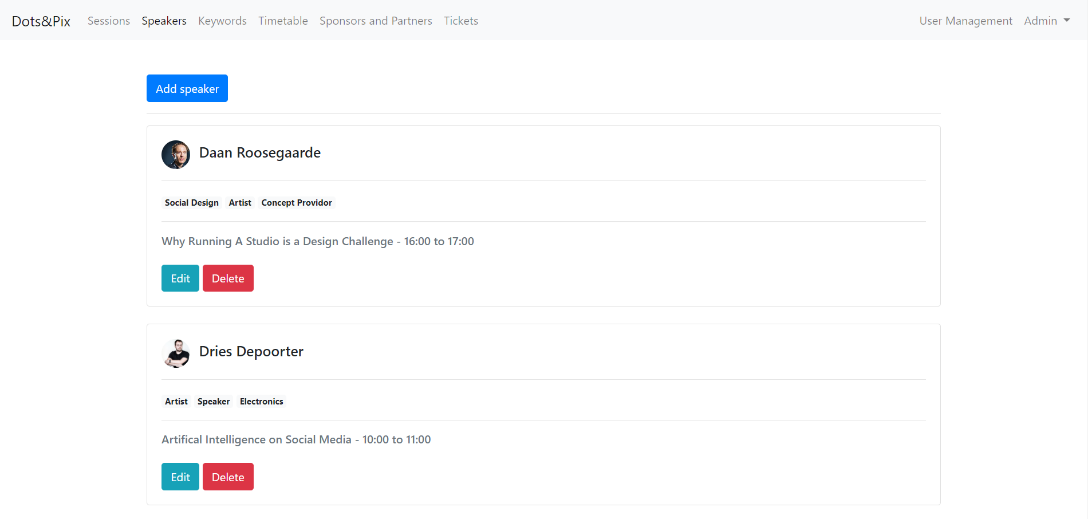 Dots&Pix Sessions Speakers Keywords Timetable Sponsors and Partners Tickets User Management Admin
Add speaker
Daan Roosegaarde
Social Design Artist Concept Providor
Why Running A Studio is a Design Challenge - 16:00 to 17:00
Edit Delete
Dries Depoorter
Artist Speaker Electronics
Artifical Intelligence on Social Media - 10:00 to 11:00
Edit Delete